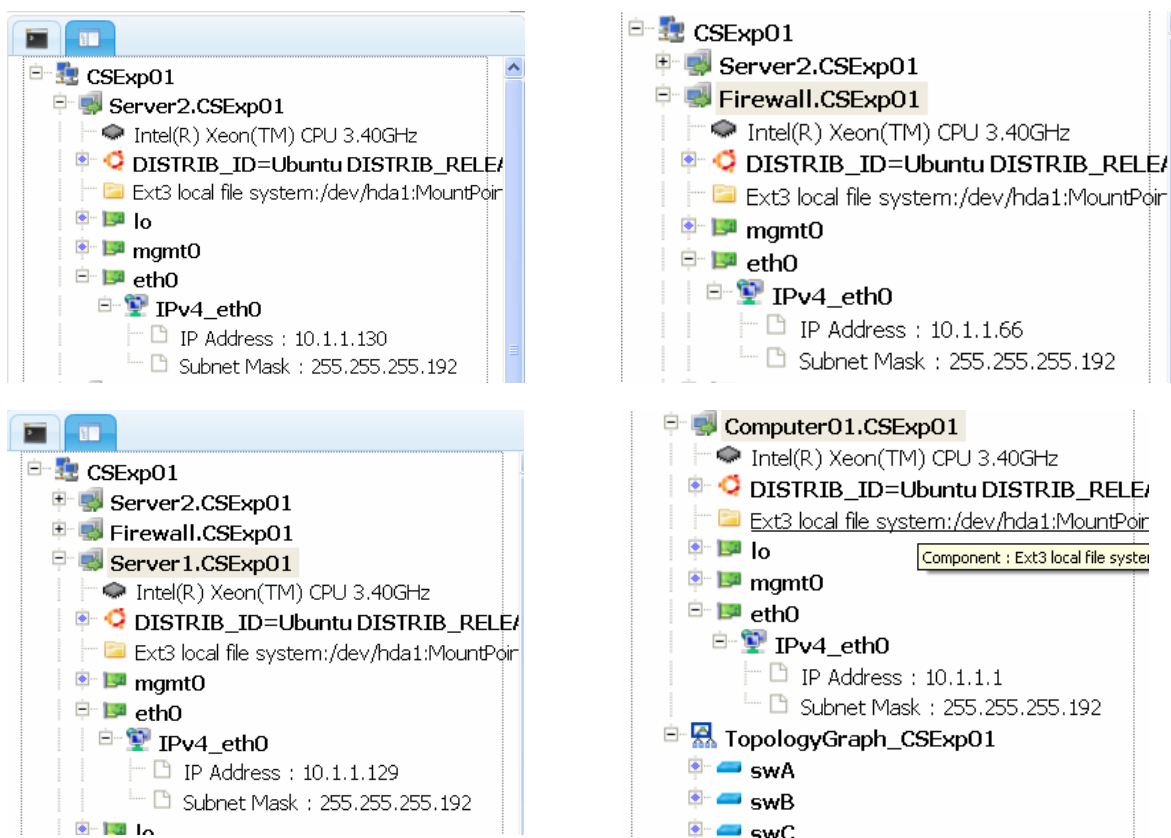 CSExp01
Server2.CSExp01
Intel(R) Xeon(TM) CPU 3.40GHz
DISTRIB_ID=Ubuntu DISTRIB_RELEA
Ext3 local file system:/dev/hda1:MountPoin
lo
mgmt0
eth0
IPv4_eth0
IP Address : 10.1.1.130
Subnet Mask : 255.255.255.192
CSExp01
Server2.CSExp01
Firewall.CSExp01
Intel(R) Xeon(TM) CPU 3.40GHz
DISTRIB_ID=Ubuntu DISTRIB_RELEA
Ext3 local file system:/dev/hda1:MountPoin
mgmt0
eth0
IPv4_eth0
IP Address : 10.1.1.66
Subnet Mask : 255.255.255.192
CSExp01
Server2.CSExp01
Firewall.CSExp01
Server1.CSExp01
Intel(R) Xeon(TM) CPU 3.40GHz
DISTRIB_ID=Ubuntu DISTRIB_RELEA
Ext3 local file system:/dev/hda1:MountPoin
mgmt0
eth0
IPv4_eth0
IP Address : 10.1.1.129
Subnet Mask : 255.255.255.192
lo
Computer01.CSExp01
Intel(R) Xeon(TM) CPU 3.40GHz
DISTRIB_ID=Ubuntu DISTRIB_RELEA
Ext3 local file system:/dev/hda1:MountPoin
lo
Component : Ext3 local file syste
mgmt0
eth0
IPv4_eth0
IP Address : 10.1.1.1
Subnet Mask : 255.255.255.192
TopologyGraph_CSExp01
swA
swB
swC